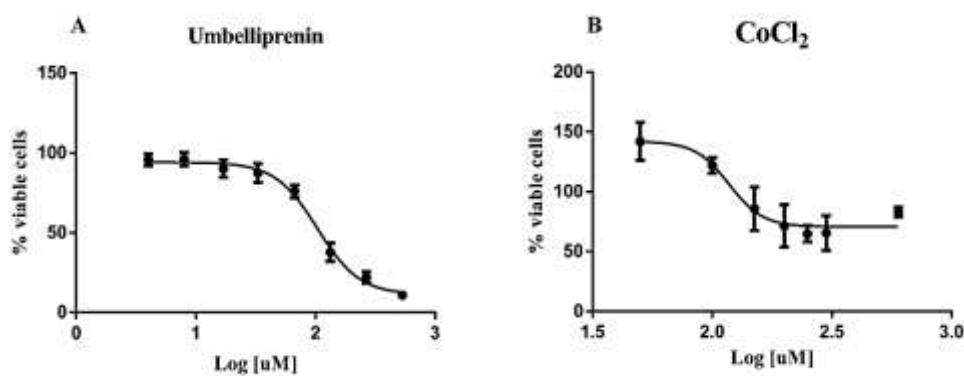 A
Umbelliprenin
150
100
50
0
% viable cells
0 1 2 3
Log [uM]
B
CoCl₂
200
150
100
50
0
% viable cells
1.5 2.0 2.5 3.0
Log [uM]